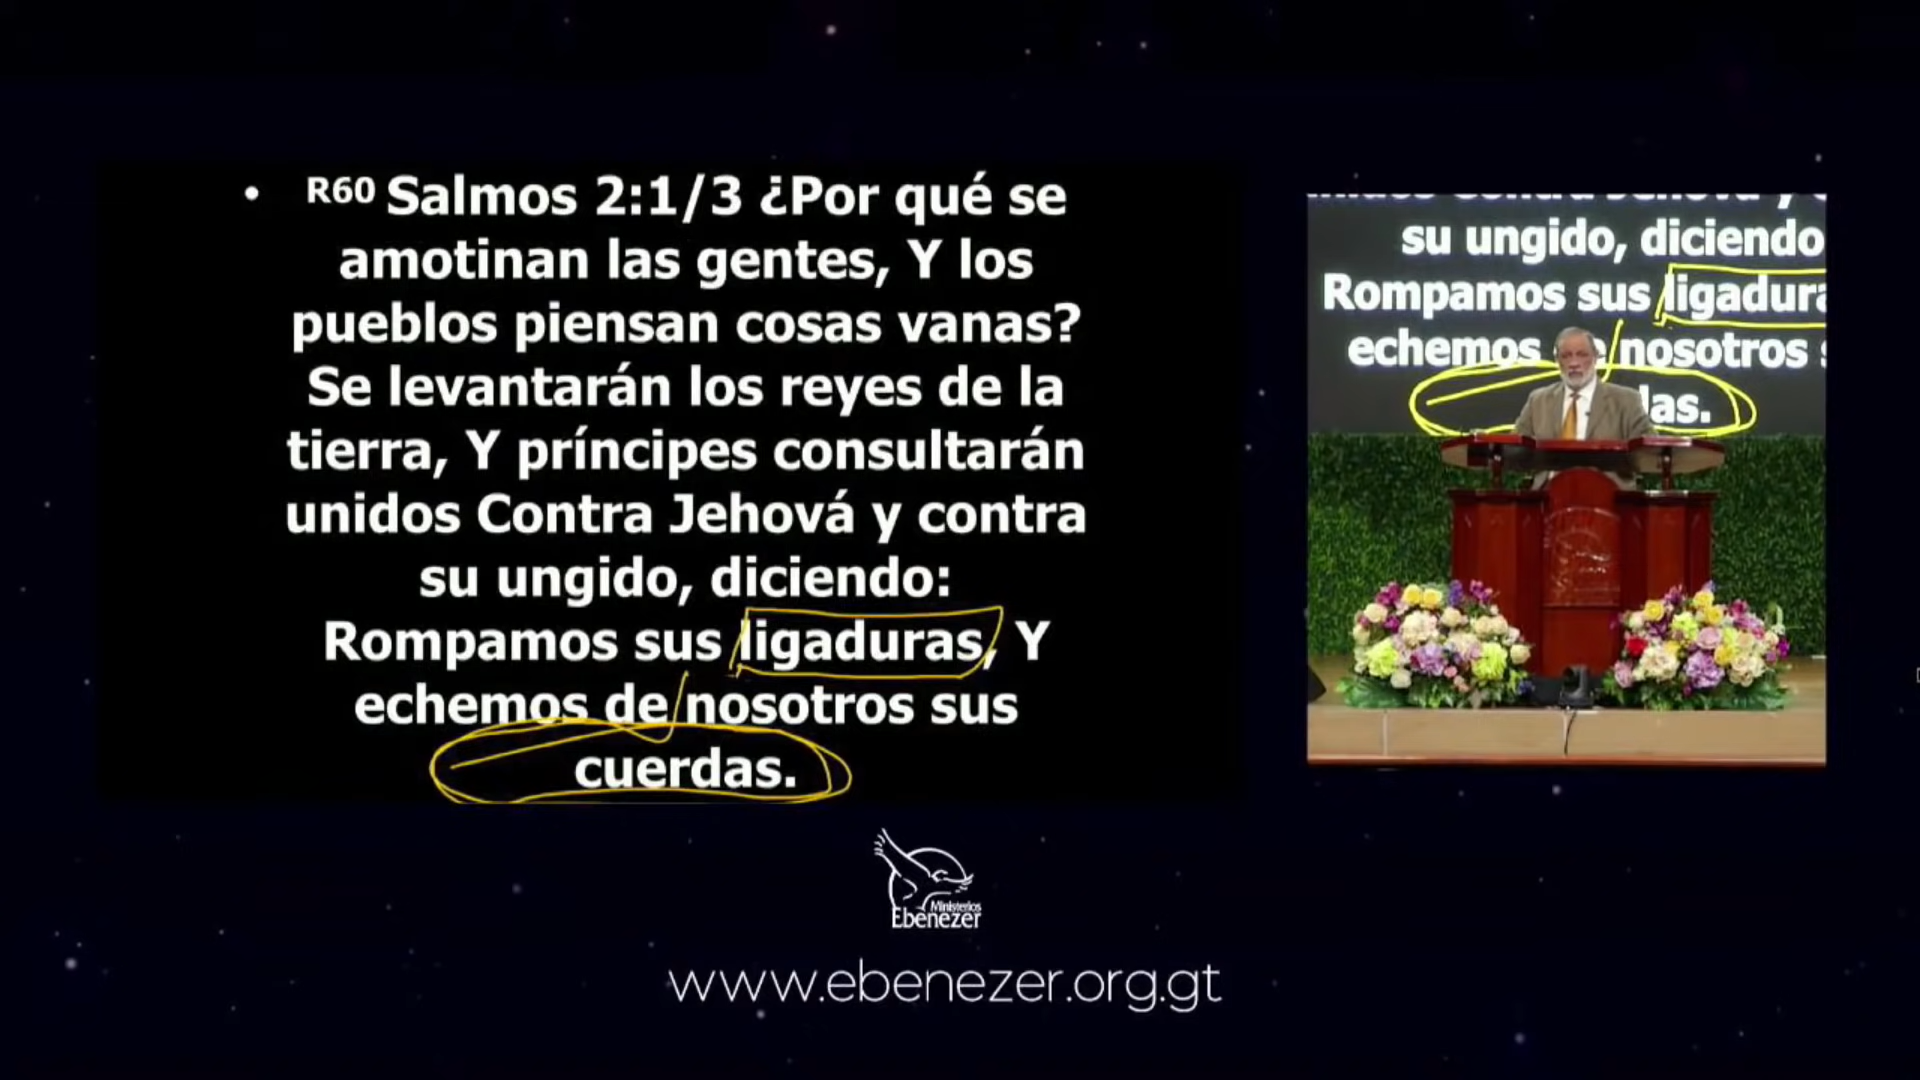 • R60 Salmos 2:1/3 ¿Por qué se
amotinan las gentes, Y los
pueblos piensan cosas vanas?
Se levantarán los reyes de la
tierra, Y príncipes consultarán
unidos Contra Jehová y contra
su ungido, diciendo:
Rompamos sus ligaduras, Y
echemos de nosotros sus
cuerdas.
su ungido, diciendo
Rompamos sus ligadura
echemos de nosotros
das.
Ministerios
Ebenezer
www.ebenezer.org.gt